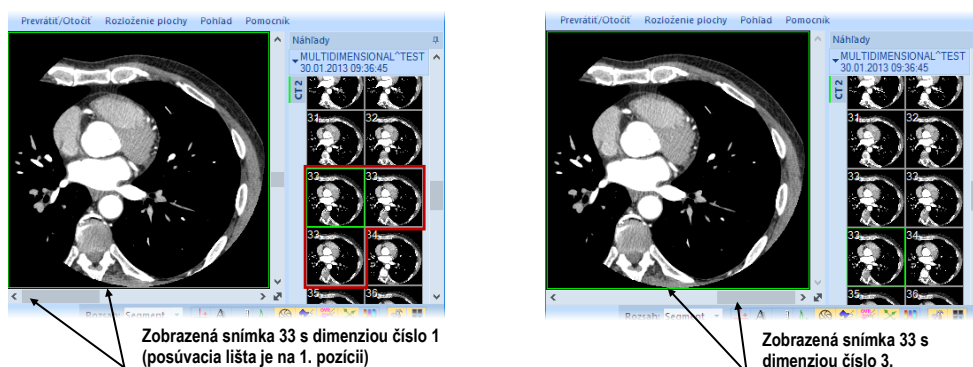 Prevrátiť/Otočiť Rozloženie plochy Pohľad Pomocník
Náhľady
MULTIDIMENSIONAL^TEST
30.01.2013 09:36:45
CT 2
31 32
33 33
33 34
35 36
Rozsah: Segment
Zobrazená snímka 33 s dimenziou číslo 1
(posúvacia lišta je na 1. pozícii)
Prevrátiť/Otočiť Rozloženie plochy Pohľad Pomocník
Náhľady
MULTIDIMENSIONAL^TEST
30.01.2013 09:36:45
CT 2
31 32
33 33
33 34
35 36
Rozsah: Segment
Zobrazená snímka 33 s
dimenziou číslo 3.